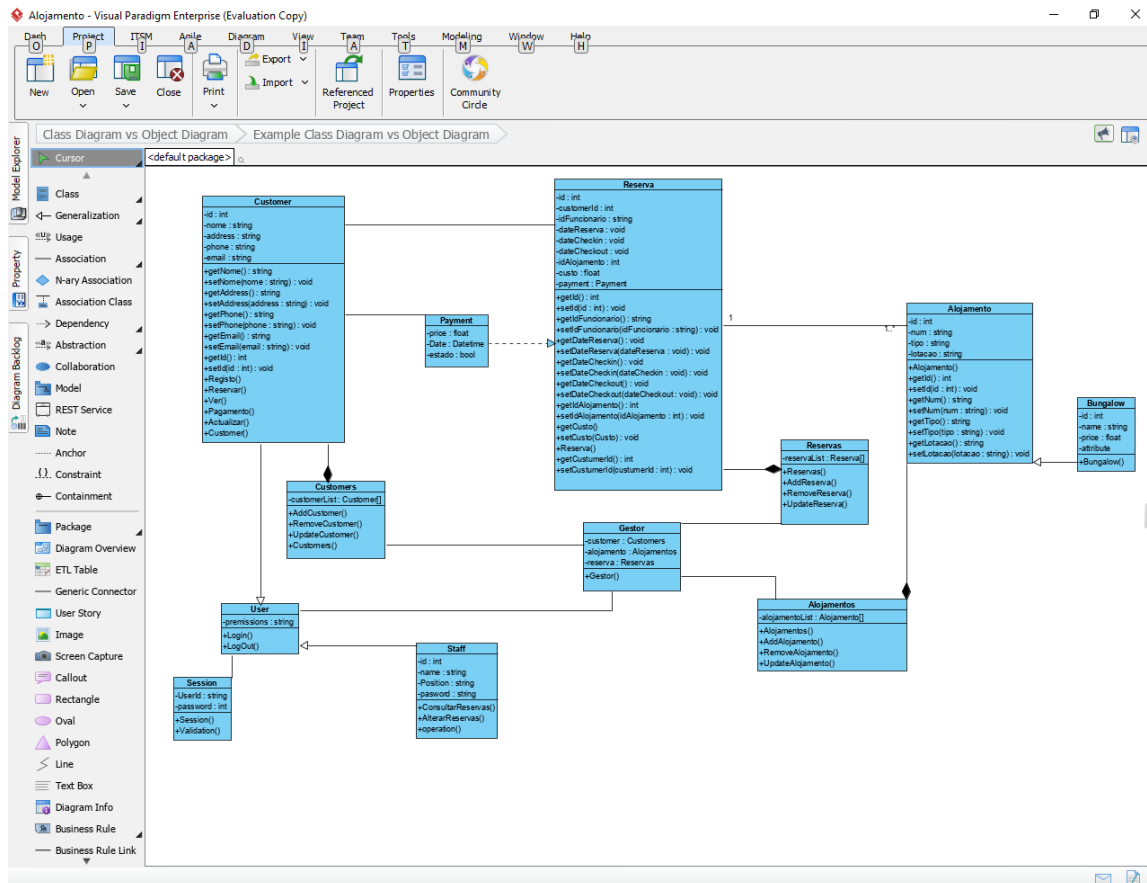 Alojamento - Visual Paradigm Enterprise (Evaluation Copy)
Dash Project ITSM Agile Diagram View Team Tools Modeling Window Help
O P I A D I A T M W H
New Open Save Close Print Export Import Referenced Project Properties Community Circle
Class Diagram vs Object Diagram Example Class Diagram vs Object Diagram
Model Explorer
Property
Diagram Backlog
Cursor
Class
Generalization
Usage
Association
N-ary Association
Association Class
Dependency
Abstraction
Collaboration
Model
REST Service
Note
Anchor
Constraint
Containment
Package
Diagram Overview
ETL Table
Generic Connector
User Story
Image
Screen Capture
Callout
Rectangle
Oval
Polygon
Line
Text Box
Diagram Info
Business Rule
Business Rule Link
<default package>
Customer
-id : int
-nome : string
-address : string
-phone : string
-email : string
+getNome() : string
+setNome(nome : string) : void
+getAddress() : string
+setAddress(address : string) : void
+getPhone() : string
+setPhone(phone : string) : void
+getEmail() : string
+setEmail(email : string) : void
+getId() : int
+setId(id : int) : void
+Registo()
+Reservar()
+Ver()
+Pagamento()
+Actualizar()
+Customer()
Payment
-price : float
-Date : Datetime
-estado : bool
Reserva
-id : int
-customerId : int
-idFuncionario : string
-dateReserva : void
-dateCheckin : void
-dateCheckout : void
-idAlojamento : int
-custo : float
-payment : Payment
+getId() : int
+setId(id : int) : void
+getIdFuncionario() : string
+setIdFuncionario(idFuncionario : string) : void
+getDateReserva() : void
+setDateReserva(dateReserva : void) : void
+getDateCheckin() : void
+setDateCheckin(dateCheckin : void) : void
+getDateCheckout() : void
+setDateCheckout(dateCheckout : void) : void
+getIdAlojamento() : int
+setIdAlojamento(idAlojamento : int) : void
+getCusto()
+setCusto(Custo) : void
+Reserva()
+getCustumerId() : int
+setCustumerId(custumerId : int) : void
1
1..*
Alojamento
-id : int
-num : string
-tipo : string
-lotacao : string
+Alojamento()
+getId() : int
+setId(id : int) : void
+getNum() : string
+setNum(num : string) : void
+getTipo() : string
+setTipo(tipo : string) : void
+getLotacao() : string
+setLotacao(lotacao : string) : void
Bungalow
-id : int
-name : string
-price : float
-attribute
+Bungalow()
Reservas
-reservaList : Reserva[]
+Reservas()
+AddReserva()
+RemoveReserva()
+UpdateReserva()
Customers
-customerList : Customer[]
+AddCustomer()
+RemoveCustomer()
+UpdateCustomer()
+Customers()
Gestor
-customer : Customers
-alojamento : Alojamentos
-reserva : Reservas
+Gestor()
Alojamentos
-alojamentoList : Alojamento[]
+Alojamentos()
+AddAlojamento()
+RemoveAlojamento()
+UpdateAlojamento()
User
-premissions : string
+Login()
+LogOut()
Staff
-id : int
-name : string
-Position : string
-pasword : string
+ConsultarReservas()
+AlterarReservas()
+operation()
Session
-UserId : string
-password : int
+Session()
+Validation()